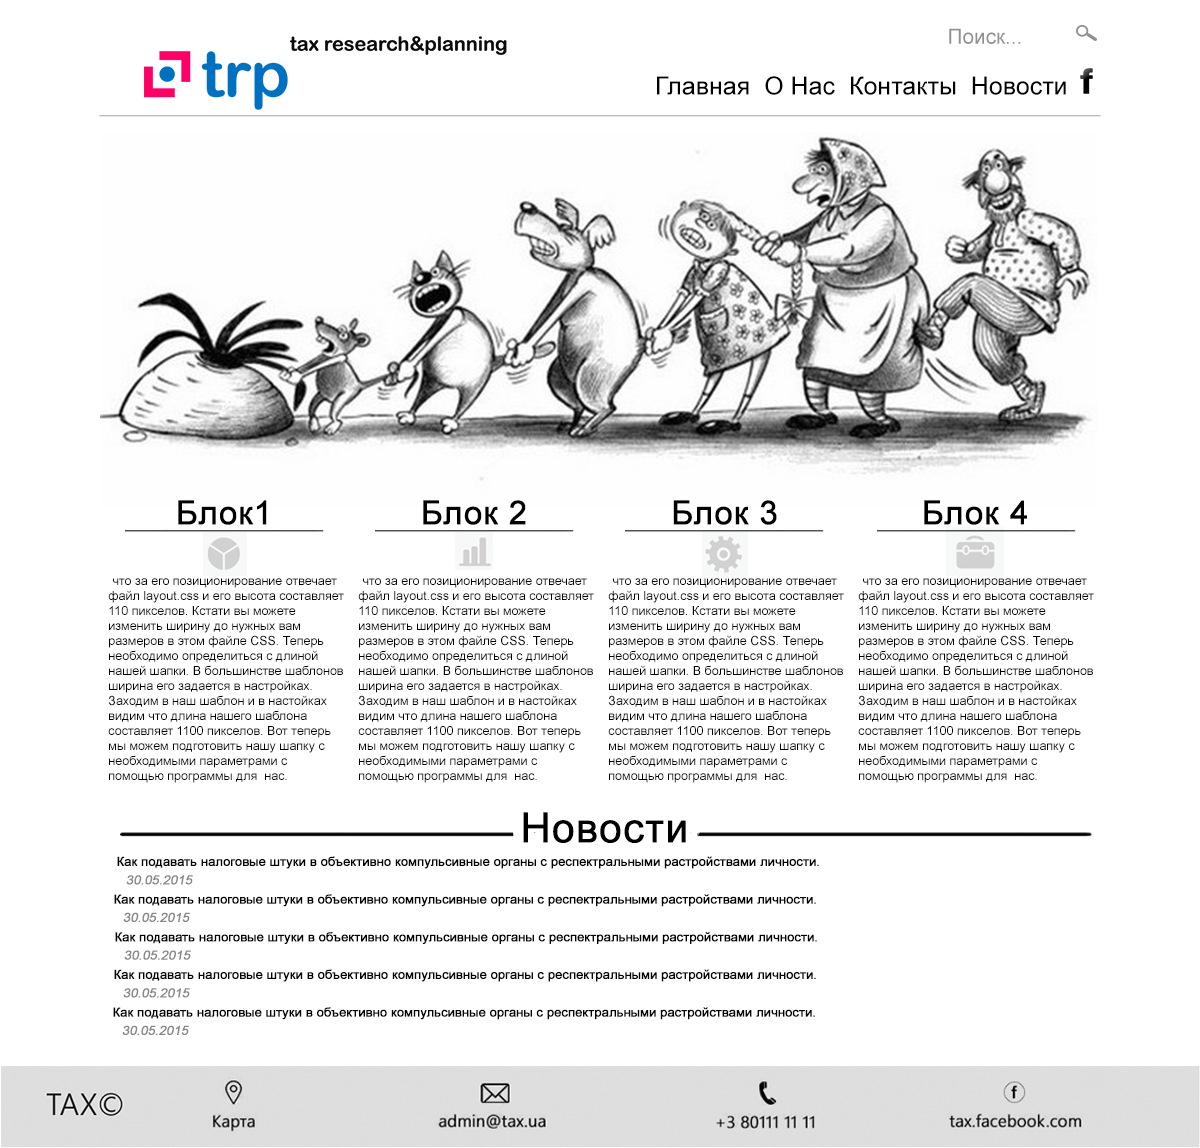 tax research&planning
trp
Поиск...
Главная О Нас Контакты Новости f
Блок1
что за его позиционирование отвечает
файл layout.css и его высота составляет
110 пикселов. Кстати вы можете
изменить ширину до нужных вам
размеров в этом файле CSS. Теперь
необходимо определиться с длиной
нашей шапки. В большинстве шаблонов
ширина его задается в настройках.
Заходим в наш шаблон и в настойках
видим что длина нашего шаблона
составляет 1100 пикселов. Вот теперь
мы можем подготовить нашу шапку с
необходимыми параметрами с
помощью программы для  нас.
Блок 2
что за его позиционирование отвечает
файл layout.css и его высота составляет
110 пикселов. Кстати вы можете
изменить ширину до нужных вам
размеров в этом файле CSS. Теперь
необходимо определиться с длиной
нашей шапки. В большинстве шаблонов
ширина его задается в настройках.
Заходим в наш шаблон и в настойках
видим что длина нашего шаблона
составляет 1100 пикселов. Вот теперь
мы можем подготовить нашу шапку с
необходимыми параметрами с
помощью программы для  нас.
Блок 3
что за его позиционирование отвечает
файл layout.css и его высота составляет
110 пикселов. Кстати вы можете
изменить ширину до нужных вам
размеров в этом файле CSS. Теперь
необходимо определиться с длиной
нашей шапки. В большинстве шаблонов
ширина его задается в настройках.
Заходим в наш шаблон и в настойках
видим что длина нашего шаблона
составляет 1100 пикселов. Вот теперь
мы можем подготовить нашу шапку с
необходимыми параметрами с
помощью программы для  нас.
Блок 4
что за его позиционирование отвечает
файл layout.css и его высота составляет
110 пикселов. Кстати вы можете
изменить ширину до нужных вам
размеров в этом файле CSS. Теперь
необходимо определиться с длиной
нашей шапки. В большинстве шаблонов
ширина его задается в настройках.
Заходим в наш шаблон и в настойках
видим что длина нашего шаблона
составляет 1100 пикселов. Вот теперь
мы можем подготовить нашу шапку с
необходимыми параметрами с
помощью программы для  нас.
Новости
Как подавать налоговые штуки в объективно компульсивные органы с респектральными растройствами личности.
30.05.2015
Как подавать налоговые штуки в объективно компульсивные органы с респектральными растройствами личности.
30.05.2015
Как подавать налоговые штуки в объективно компульсивные органы с респектральными растройствами личности.
30.05.2015
Как подавать налоговые штуки в объективно компульсивные органы с респектральными растройствами личности.
30.05.2015
Как подавать налоговые штуки в объективно компульсивные органы с респектральными растройствами личности.
30.05.2015
TAX©
Карта
admin@tax.ua
+3 80111 11 11
f
tax.facebook.com